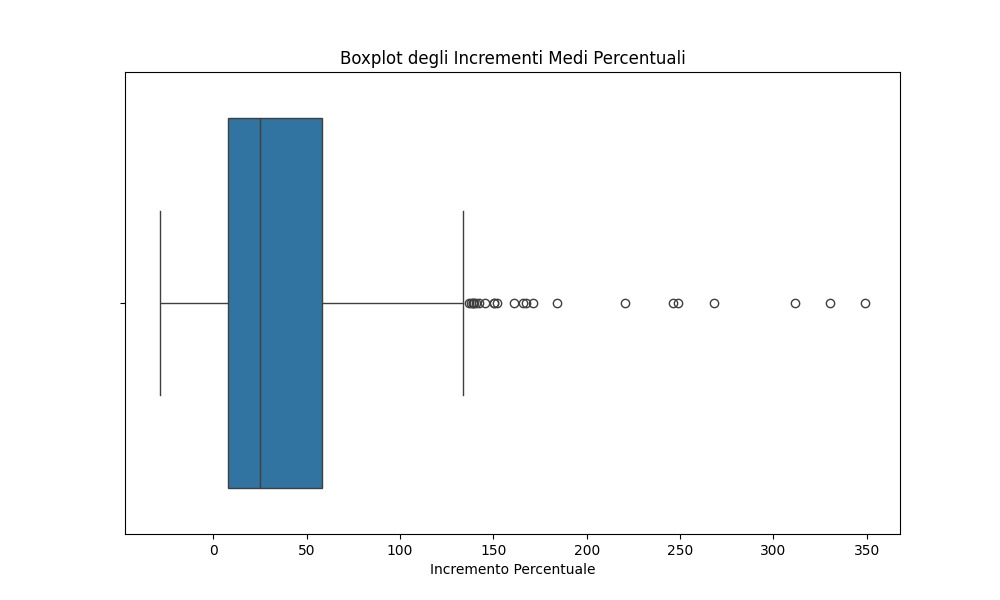 Boxplot degli Incrementi Medi Percentuali
0 50 100 150 200 250 300 350
Incremento Percentuale